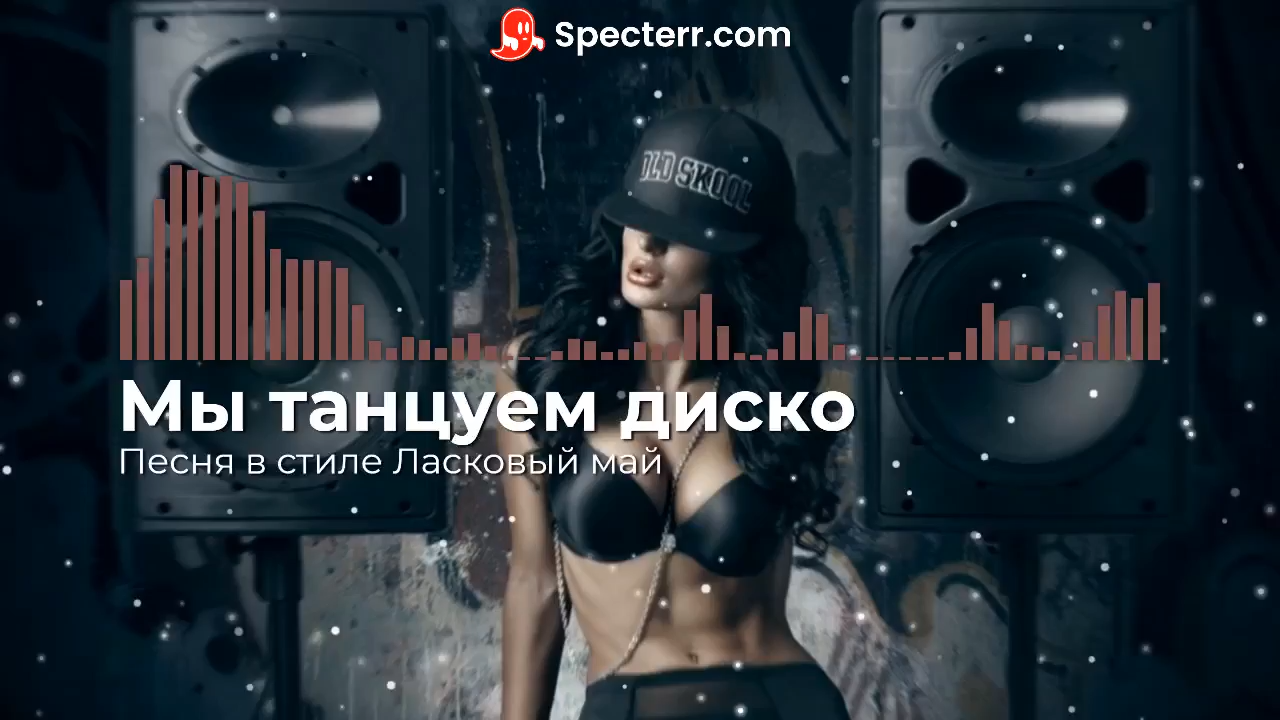 Specterr.com
OLD SKOOL
Мы танцуем диско
Песня в стиле Ласковый май